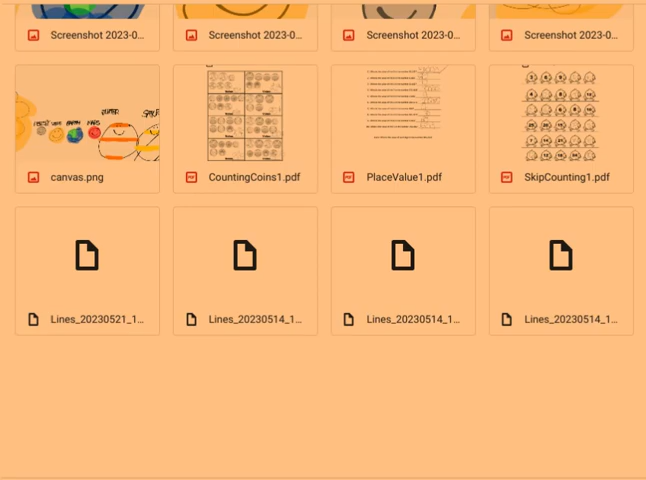 Screenshot 2023-0...
Screenshot 2023-0...
Screenshot 2023-0...
Screenshot 2023-0...
canvas.png
CountingCoins1.pdf
PlaceValue1.pdf
SkipCounting1.pdf
Lines_20230521_1...
Lines_20230514_1...
Lines_20230514_1...
Lines_20230514_1...